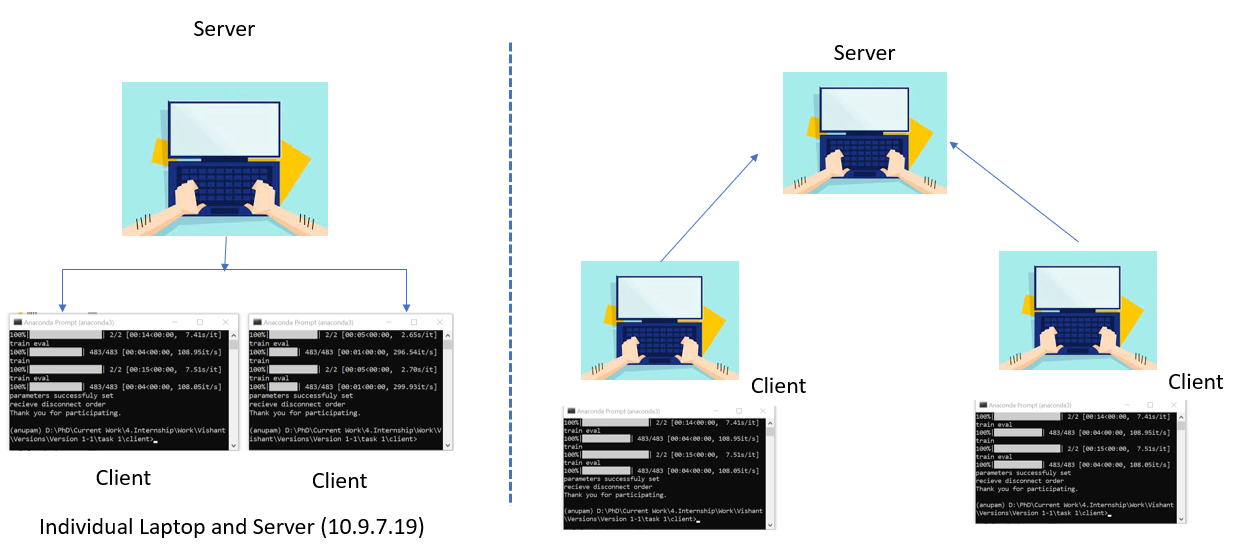 Server
Anaconda Prompt (anaconda3)
100%| | 2/2 [00:14<00:00, 7.41s/it]
train eval
100%| | 483/483 [00:04<00:00, 108.95it/s]
train
100%| | 2/2 [00:15<00:00, 7.51s/it]
train eval
100%| | 483/483 [00:04<00:00, 108.05it/s]
parameters successfuly set
recieve disconnect order
Thank you for participating.
(anupam) D:\PhD\Current Work\4.Internship\Work\Vishant
\Versions\Version 1-1\task 1\client>
Client
Anaconda Prompt (anaconda3)
100%| | 2/2 [00:05<00:00, 2.65s/it]
train eval
100%| | 483/483 [00:01<00:00, 296.54it/s]
train
100%| | 2/2 [00:05<00:00, 2.70s/it]
train eval
100%| | 483/483 [00:01<00:00, 299.93it/s]
parameters successfuly set
recieve disconnect order
Thank you for participating.
(anupam) D:\PhD\Current Work\4.Internship\Work\V
ishant\Versions\Version 1-1\task 1\client>
Client
Individual Laptop and Server (10.9.7.19)
Server
Client
Anaconda Prompt (anaconda3)
100%| | 2/2 [00:14<00:00, 7.41s/it]
train eval
100%| | 483/483 [00:04<00:00, 108.95it/s]
train
100%| | 2/2 [00:15<00:00, 7.51s/it]
train eval
100%| | 483/483 [00:04<00:00, 108.05it/s]
parameters successfuly set
recieve disconnect order
Thank you for participating.
(anupam) D:\PhD\Current Work\4.Internship\Work\Vishant
\Versions\Version 1-1\task 1\client>
Client
Anaconda Prompt (anaconda3)
100%| | 2/2 [00:14<00:00, 7.41s/it]
train eval
100%| | 483/483 [00:04<00:00, 108.95it/s]
train
100%| | 2/2 [00:15<00:00, 7.51s/it]
train eval
100%| | 483/483 [00:04<00:00, 108.05it/s]
parameters successfuly set
recieve disconnect order
Thank you for participating.
(anupam) D:\PhD\Current Work\4.Internship\Work\Vishant
\Versions\Version 1-1\task 1\client>